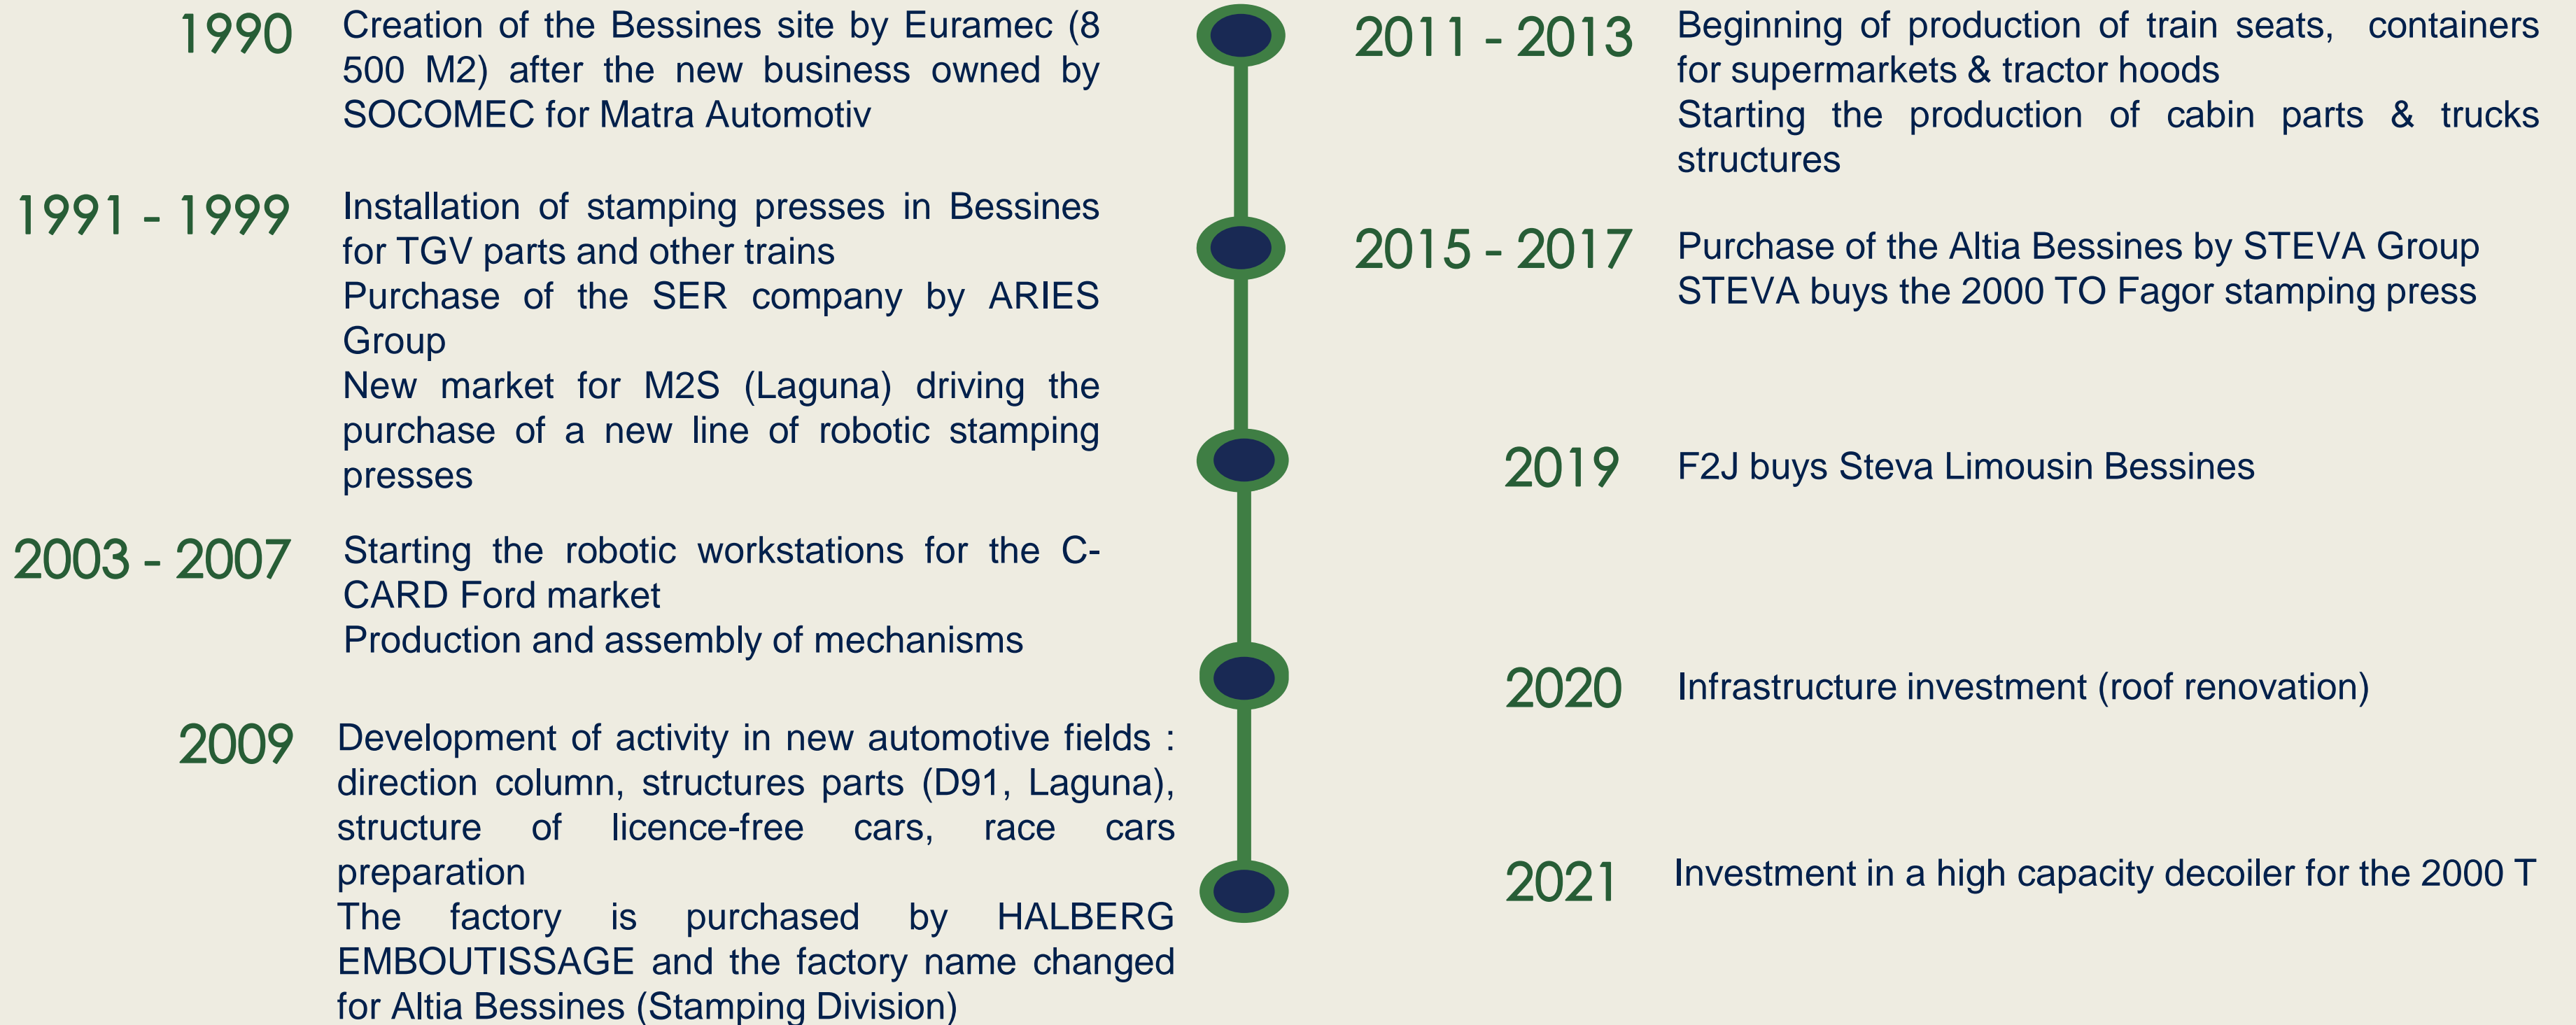 1990
Creation of the Bessines site by Euramec (8
500 M2) after the new business owned by
SOCOMEC for Matra Automotiv
1991 - 1999
Installation of stamping presses in Bessines
for TGV parts and other trains
Purchase of the SER company by ARIES
Group
New market for M2S (Laguna) driving the
purchase of a new line of robotic stamping
presses
2003 - 2007
Starting the robotic workstations for the C-
CARD Ford market
Production and assembly of mechanisms
2009
Development of activity in new automotive fields :
direction column, structures parts (D91, Laguna),
structure of licence-free cars, race cars
preparation
The factory is purchased by HALBERG
EMBOUTISSAGE and the factory name changed
for Altia Bessines (Stamping Division)
2011 - 2013
Beginning of production of train seats, containers
for supermarkets & tractor hoods
Starting the production of cabin parts & trucks
structures
2015 - 2017
Purchase of the Altia Bessines by STEVA Group
STEVA buys the 2000 TO Fagor stamping press
2019
F2J buys Steva Limousin Bessines
2020
Infrastructure investment (roof renovation)
2021
Investment in a high capacity decoiler for the 2000 T